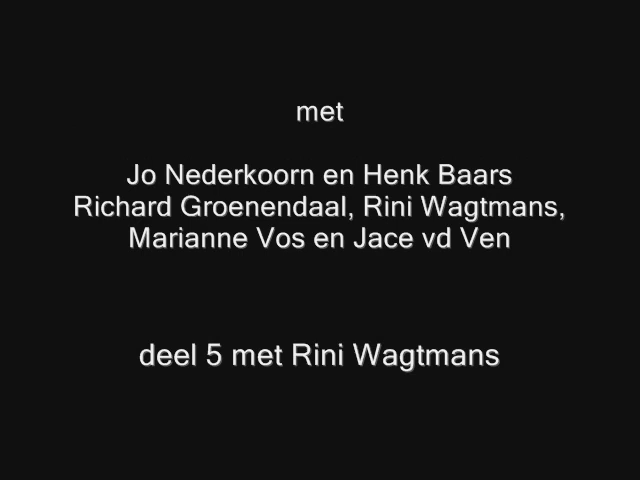 met
Jo Nederkoorn en Henk Baars
Richard Groenendaal, Rini Wagtmans,
Marianne Vos en Jace vd Ven
deel 5 met Rini Wagtmans